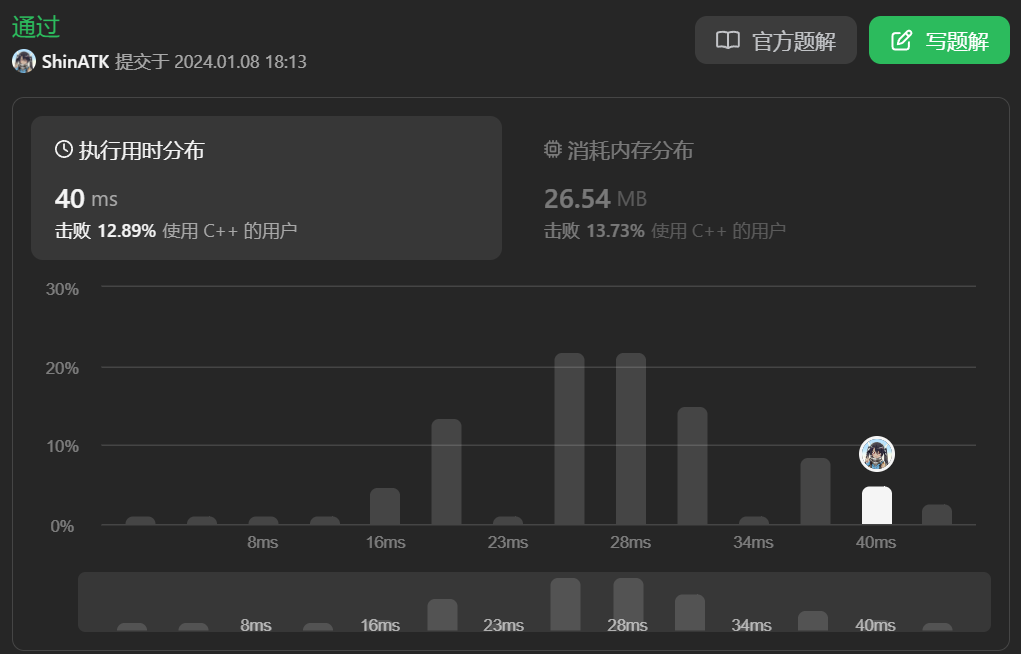 通过
ShinATK 提交于 2024.01.08 18:13
官方题解
写题解
执行用时分布
40 ms
击败 12.89% 使用 C++ 的用户
消耗内存分布
26.54 MB
击败 13.73% 使用 C++ 的用户
30%
20%
10%
0%
8ms 16ms 23ms 28ms 34ms 40ms
8ms 16ms 23ms 28ms 34ms 40ms